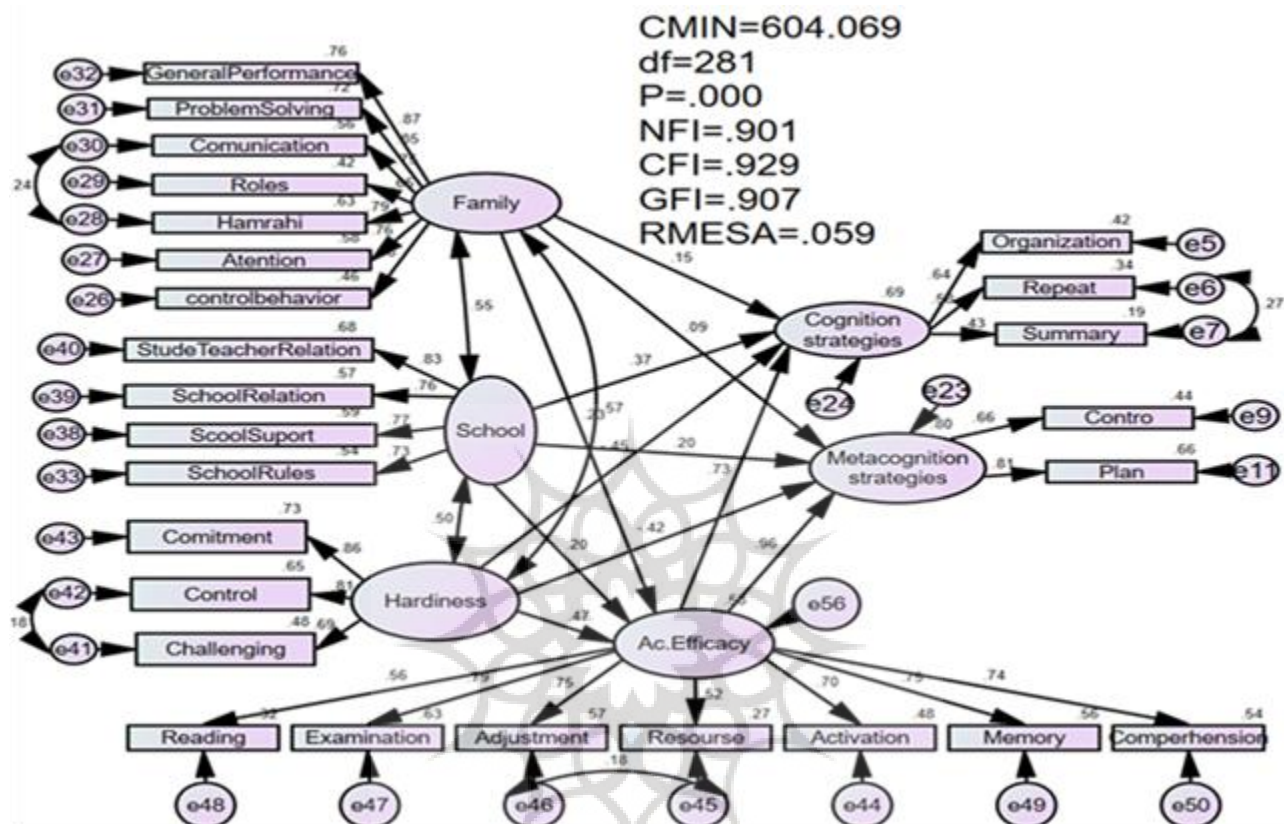 CMIN=604.069
df=281
P=.000
NFI=.901
CFI=.929
GFI=.907
RMESA=.059
.76
e32 GeneralPerformance
.72
e31 ProblemSolving
.56
e30 Comunication
.42
e29 Roles
.63
e28 Hamrahi
.58
e27 Atention
.46
e26 controlbehavior
24
.87
.79
.76
Family
.55
.15
.09
.57
.23
.68
e40 StudeTeacherRelation
.57
e39 SchoolRelation
.59
e38 ScoolSuport
.54
e33 SchoolRules
.83
.76
.77
.73
School
.37
.20
.20
.50
.45
.73
e43 Comitment
.65
e42 Control
.48
e41 Challenging
18
.86
.81
.69
Hardiness
-.42
.47
.69
Cognition
strategies
e24
.64
.43
.42
Organization e5
.34
Repeat e6
.19
Summary e7
.27
e23
.80
Metacognition
strategies
.66
.81
.44
Contro e9
.66
Plan e11
.73
.96
Ac.Efficacy
e56
.56
.79
.75
.52
.70
.75
.74
.32 .63 .57 .27 .48 .56 .54
Reading Examination Adjustment Resourse Activation Memory Comperhension
.18
e48 e47 e46 e45 e44 e49 e50